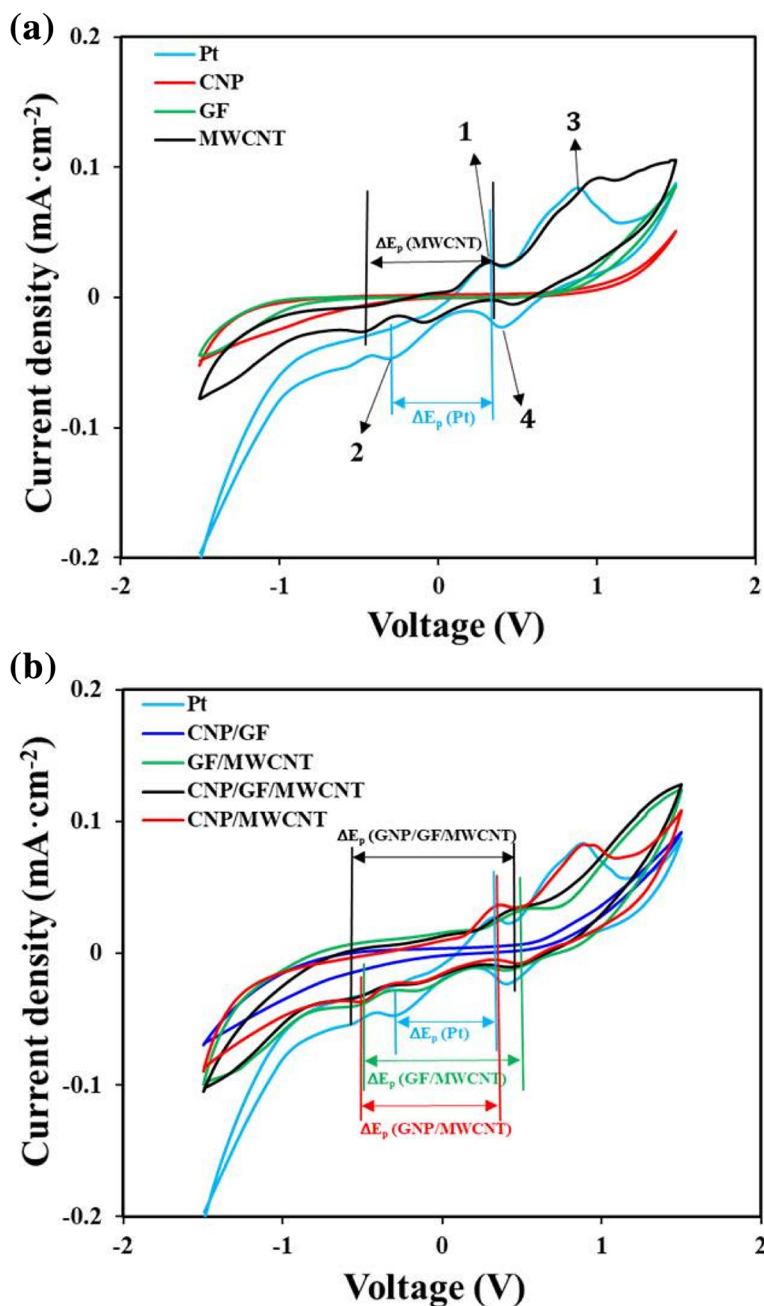 (a)
0.2
Pt
CNP
GF
MWCNT
1
3
0.1
ΔEp (MWCNT)
0
ΔEp (Pt)
2
4
-0.1
-0.2
-2
-1
0
1
2
Current density (mA·cm-2)
Voltage (V)
(b)
0.2
Pt
CNP/GF
GF/MWCNT
CNP/GF/MWCNT
CNP/MWCNT
0.1
ΔEp (GNP/GF/MWCNT)
0
ΔEp (Pt)
ΔEp (GF/MWCNT)
-0.1
ΔEp (GNP/MWCNT)
-0.2
-2
-1
0
1
2
Current density (mA·cm-2)
Voltage (V)